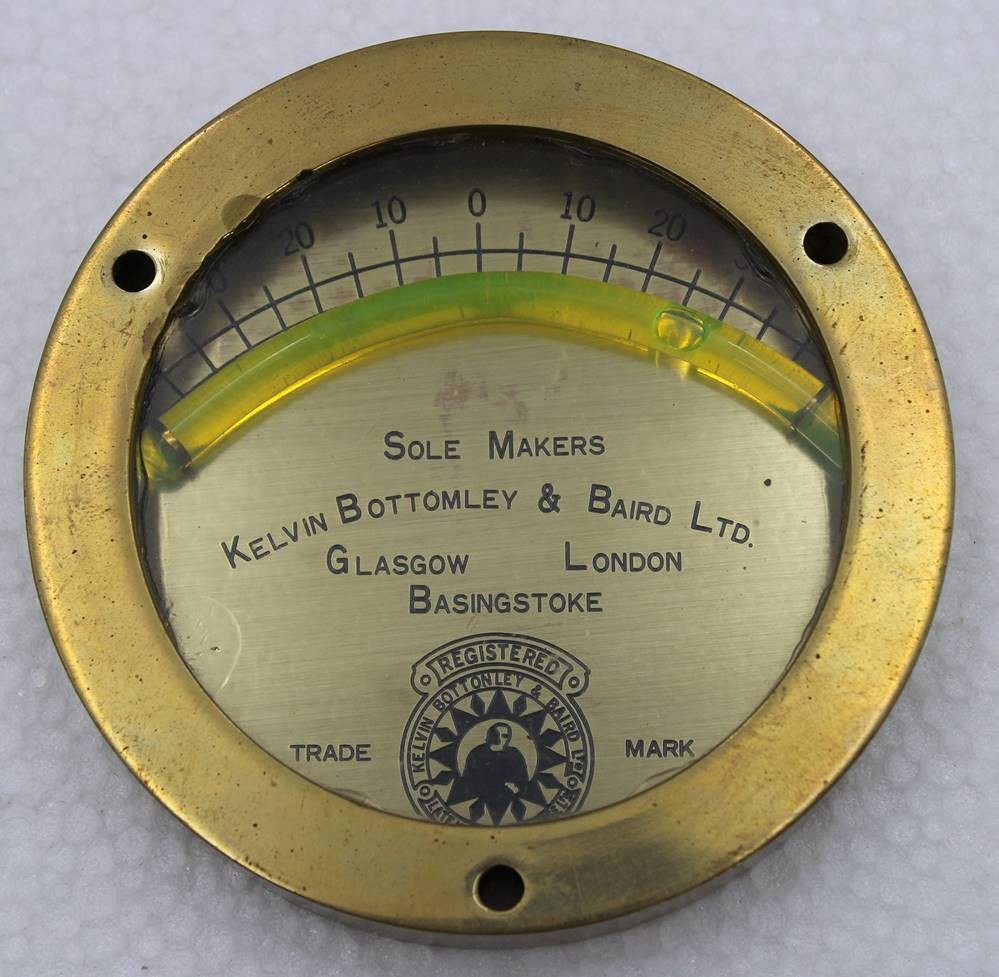 20 10 0 10 20
SOLE MAKERS
KELVIN BOTTOMLEY & BAIRD LTD.
GLASGOW LONDON
BASINGSTOKE
REGISTERED
KELVIN BOTTONLEY & BAIRD LTD
TRADE MARK